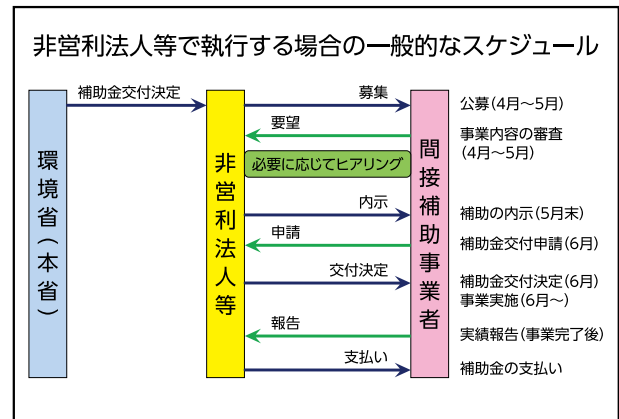 非営利法人等で執行する場合の一般的なスケジュール
環境省(本省)
補助金交付決定
非営利法人等
募集
要望
必要に応じてヒアリング
内示
申請
交付決定
報告
支払い
間接補助事業者
公募(4月〜5月)
事業内容の審査
(4月〜5月)
補助の内示(5月末)
補助金交付申請(6月)
補助金交付決定(6月)
事業実施(6月〜)
実績報告(事業完了後)
補助金の支払い